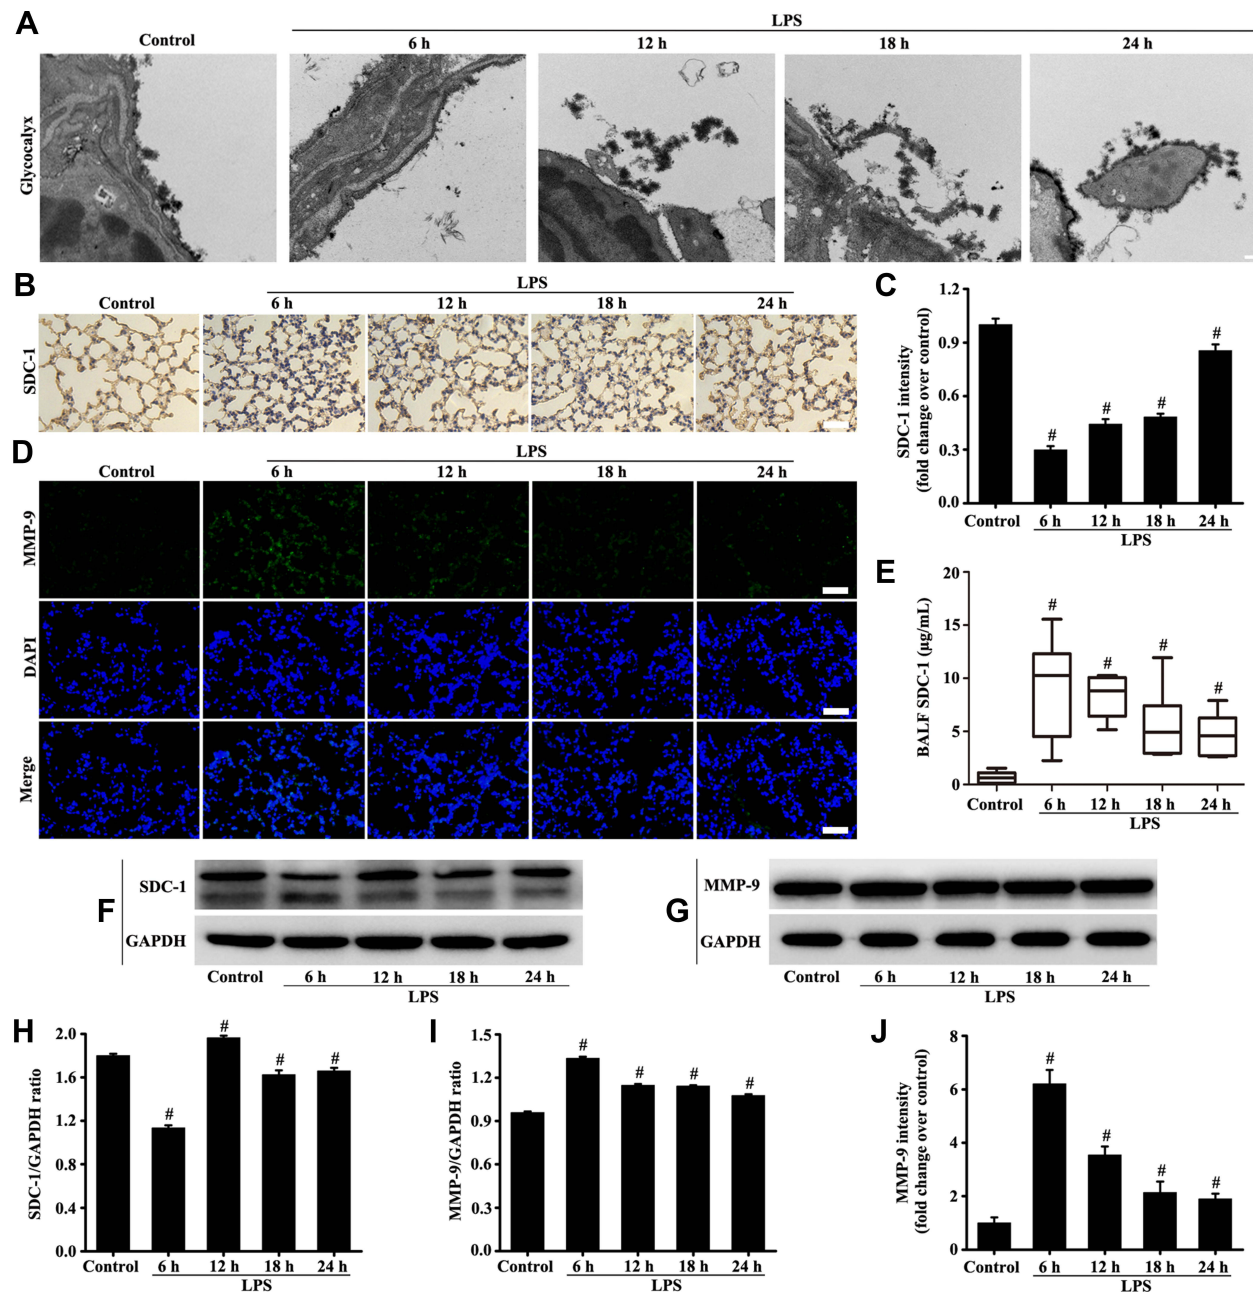 A
LPS
Control 6 h 12 h 18 h 24 h
Glycocalyx
B
LPS
Control 6 h 12 h 18 h 24 h
SDC-1
C
SDC-1 intensity
(fold change over control)
1.2
0.9
0.6
0.3
0.0
# # # #
Control 6 h 12 h 18 h 24 h
LPS
D
LPS
Control 6 h 12 h 18 h 24 h
MMP-9
DAPI
Merge
E
BALF SDC-1 (μg/mL)
20
15
10
5
0
# # # #
Control 6 h 12 h 18 h 24 h
LPS
F
SDC-1
GAPDH
Control 6 h 12 h 18 h 24 h
LPS
G
MMP-9
GAPDH
Control 6 h 12 h 18 h 24 h
LPS
H
SDC-1/GAPDH ratio
2.0
1.6
1.2
0.8
0.4
0.0
# # # #
Control 6 h 12 h 18 h 24 h
LPS
I
MMP-9/GAPDH ratio
1.5
1.2
0.9
0.6
0.3
0.0
# # # #
Control 6 h 12 h 18 h 24 h
LPS
J
MMP-9 intensity
(fold change over control)
8
6
4
2
0
# # # #
Control 6 h 12 h 18 h 24 h
LPS